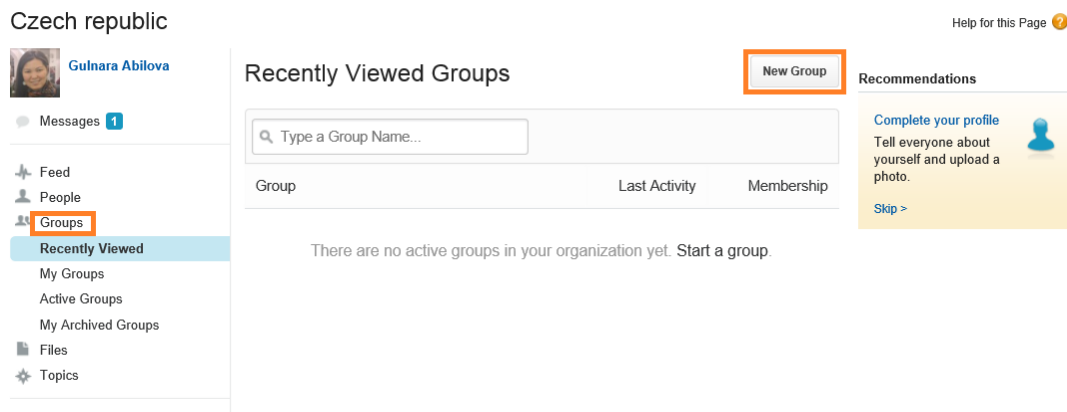 Czech republic
Help for this Page ?
Gulnara Abilova
Messages 1
Feed
People
Groups
Recently Viewed
My Groups
Active Groups
My Archived Groups
Files
Topics
Recently Viewed Groups
New Group
Type a Group Name...
Group Last Activity Membership
There are no active groups in your organization yet. Start a group.
Recommendations
Complete your profile
Tell everyone about
yourself and upload a
photo.
Skip >